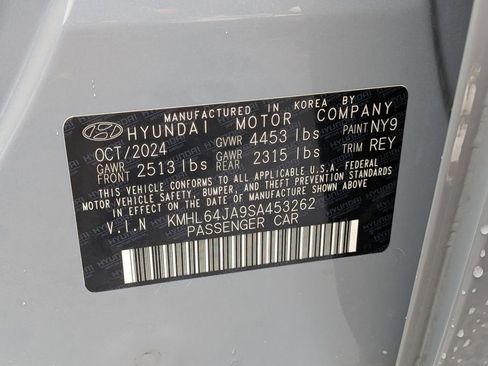 MANUFACTURED IN KOREA BY
HYUNDAI MOTOR COMPANY
OCT/2024 GVWR 4453 lbs PAINT NY9
GAWR FRONT 2513 lbs GAWR REAR 2315 lbs TRIM REY
THIS VEHICLE CONFORMS TO ALL APPLICABLE U.S.A. FEDERAL
MOTOR VEHICLE SAFETY, BUMPER, AND THEFT PREVENTION STANDARDS
IN EFFECT ON THE DATE OF MANUFACTURE SHOWN ABOVE.
V.I.N KMHL64JA9SA453262
PASSENGER CAR